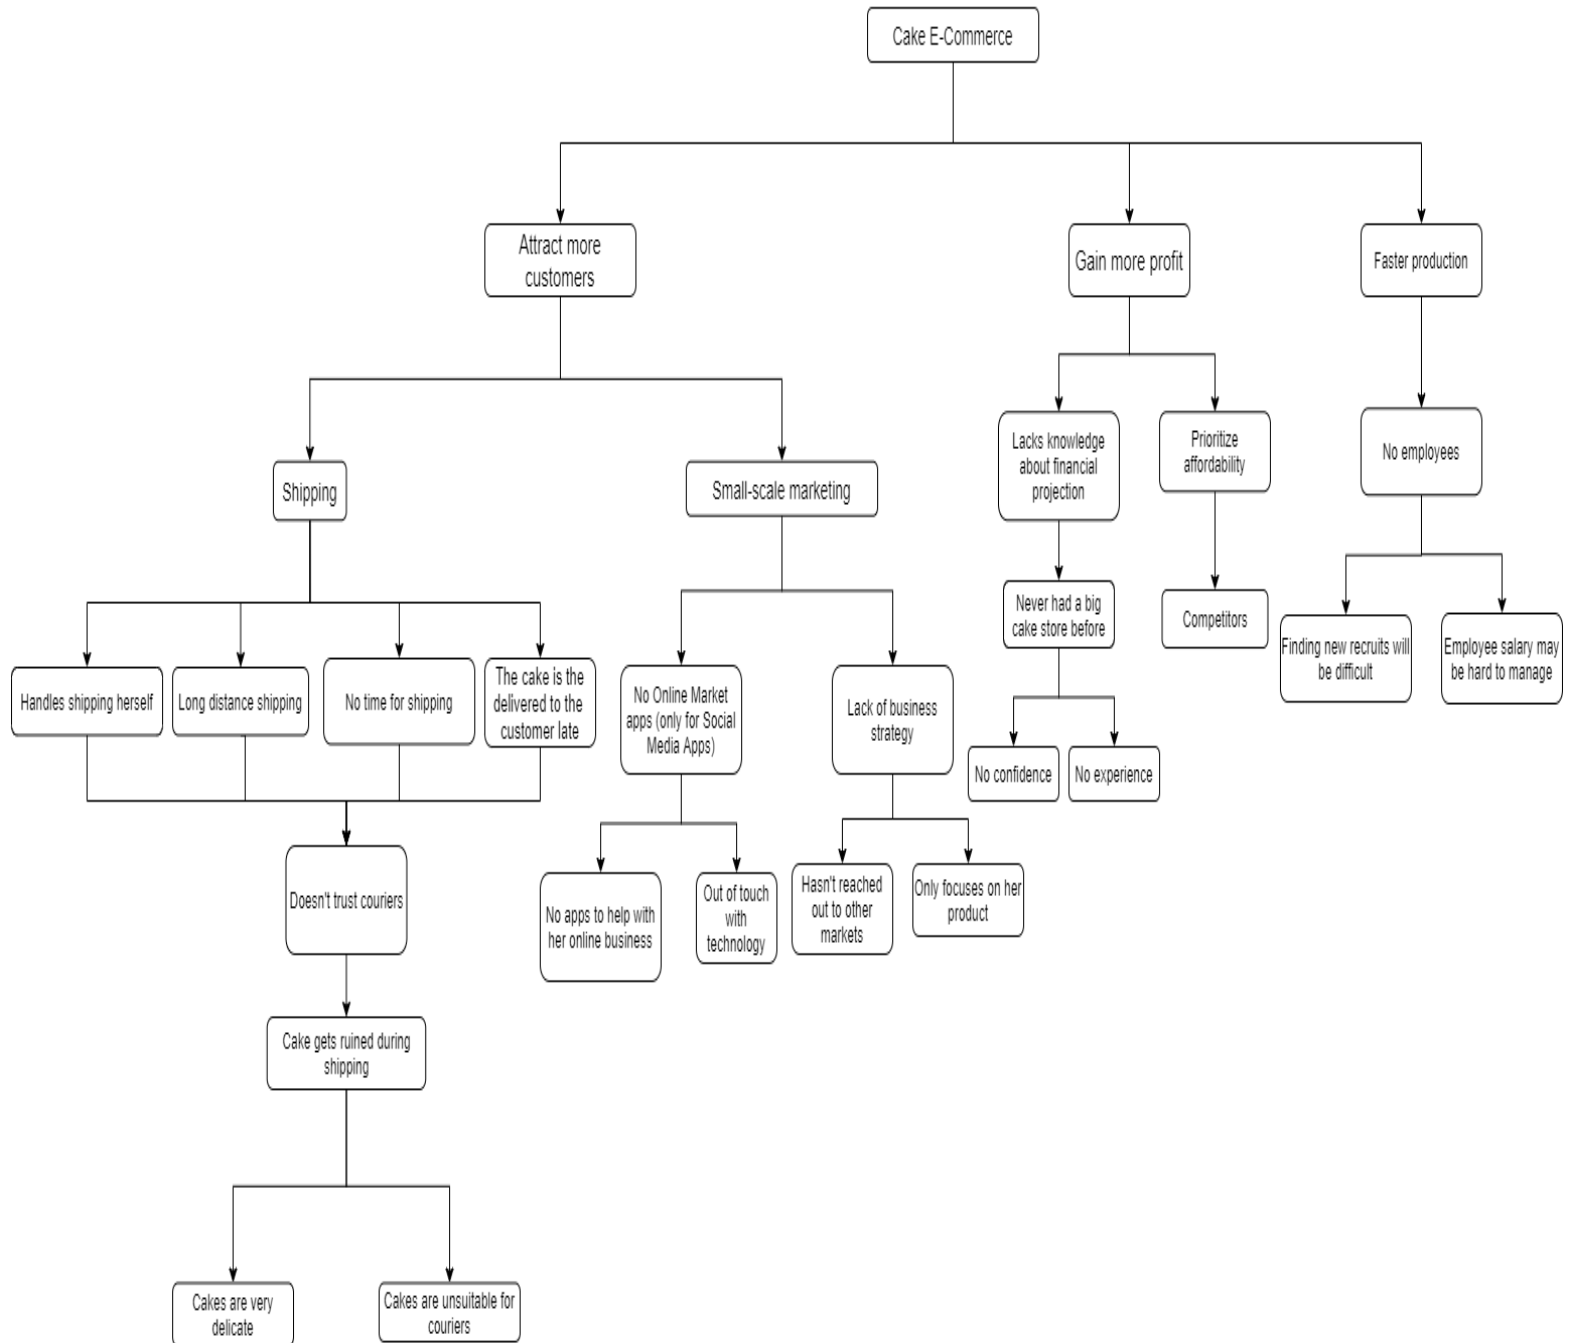 Cake E-Commerce
Attract more
customers
Gain more profit
Faster production
Shipping
Small-scale marketing
Lacks knowledge
about financial
projection
Prioritize
affordability
No employees
Handles shipping herself
Long distance shipping
No time for shipping
The cake is the
delivered to the
customer late
No Online Market
apps (only for Social
Media Apps)
Lack of business
strategy
Never had a big
cake store before
Competitors
Finding new recruits will
be difficult
Employee salary may
be hard to manage
No confidence
No experience
Doesn't trust couriers
No apps to help with
her online business
Out of touch
with
technology
Hasn't reached
out to other
markets
Only focuses on her
product
Cake gets ruined during
shipping
Cakes are very
delicate
Cakes are unsuitable for
couriers